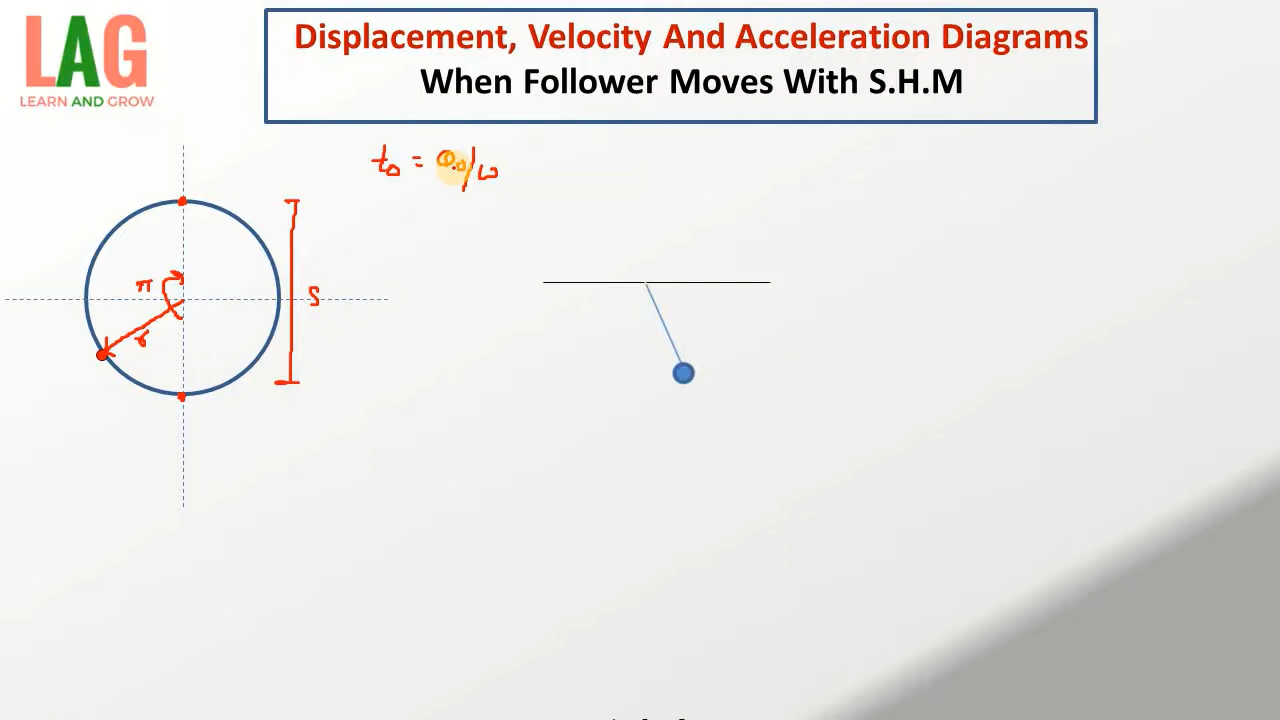 LAG
LEARN AND GROW
Displacement, Velocity And Acceleration Diagrams
When Follower Moves With S.H.M
t₀ = θ₀/ω
π
S
r